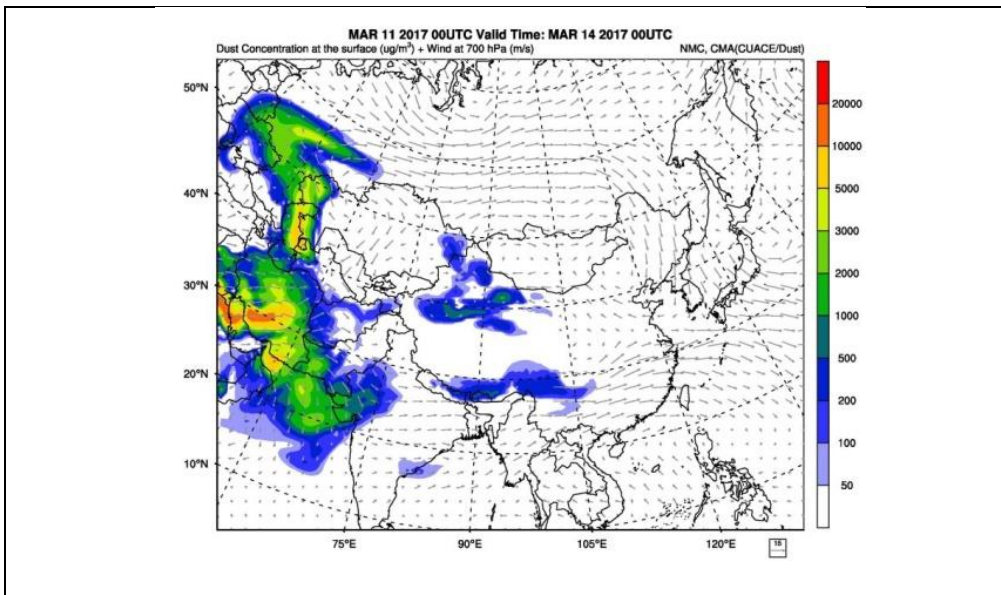 MAR 11 2017 00UTC Valid Time: MAR 14 2017 00UTC
Dust Concentration at the surface (ug/m³) + Wind at 700 hPa (m/s) NMC, CMA(CUACE/Dust)
50°N
40°N
30°N
20°N
10°N
75°E 90°E 105°E 120°E
20000
10000
5000
3000
2000
1000
500
200
100
50
15